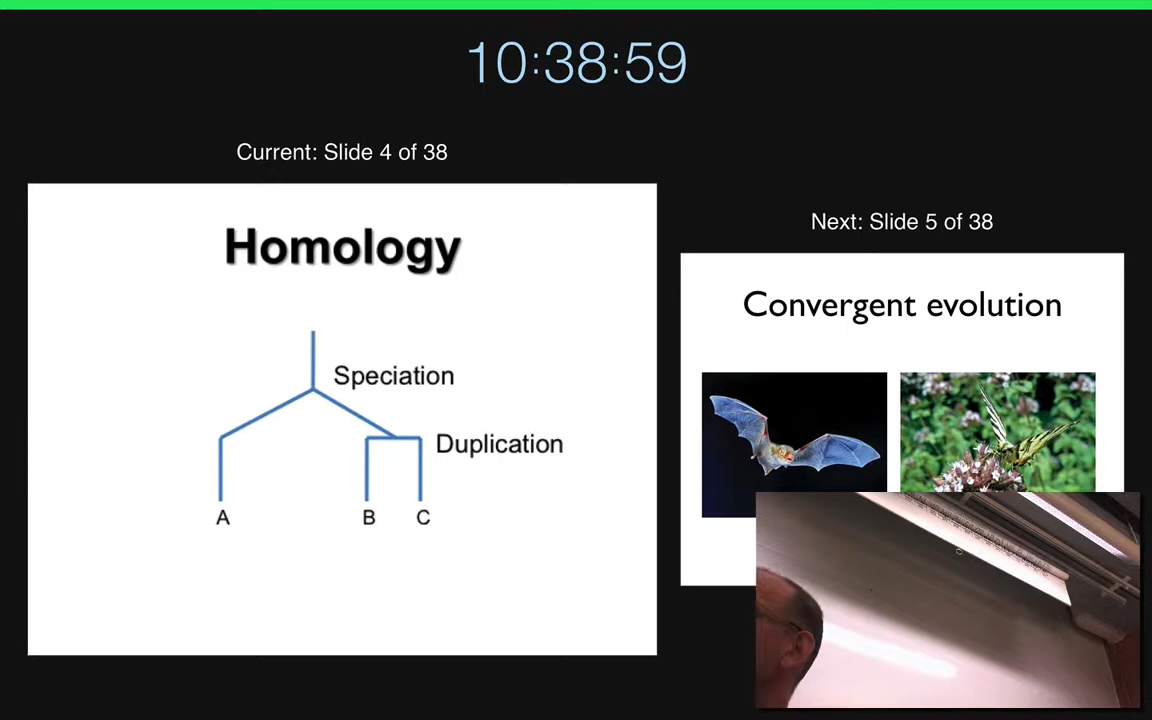 10:38:59
Current: Slide 4 of 38
Homology
Speciation
Duplication
A B C
Next: Slide 5 of 38
Convergent evolution